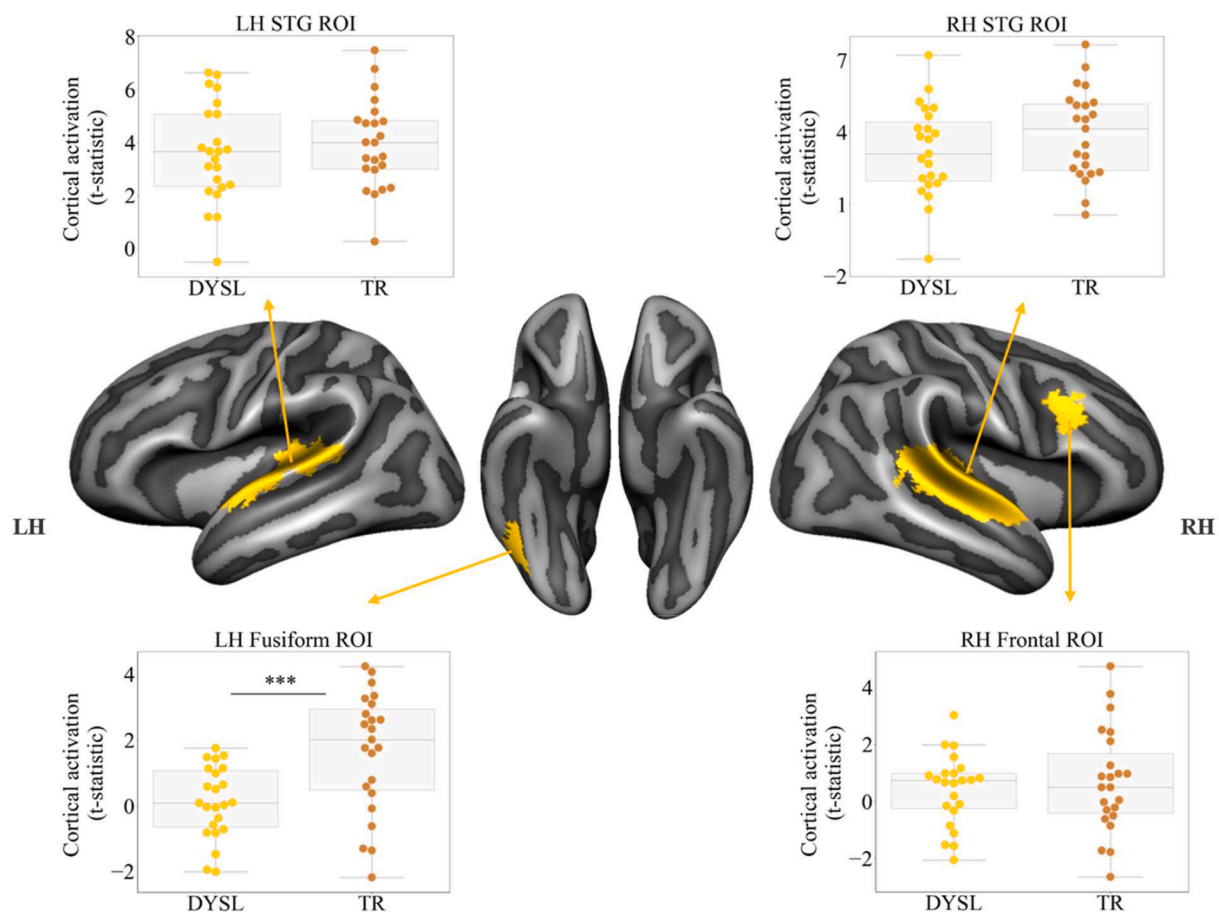 LH STG ROI
Cortical activation
(t-statistic)
8
6
4
2
0
DYSL
TR
RH STG ROI
Cortical activation
(t-statistic)
7
4
1
−2
DYSL
TR
LH
RH
LH Fusiform ROI
Cortical activation
(t-statistic)
4
2
0
−2
***
DYSL
TR
RH Frontal ROI
Cortical activation
(t-statistic)
4
2
0
−2
DYSL
TR